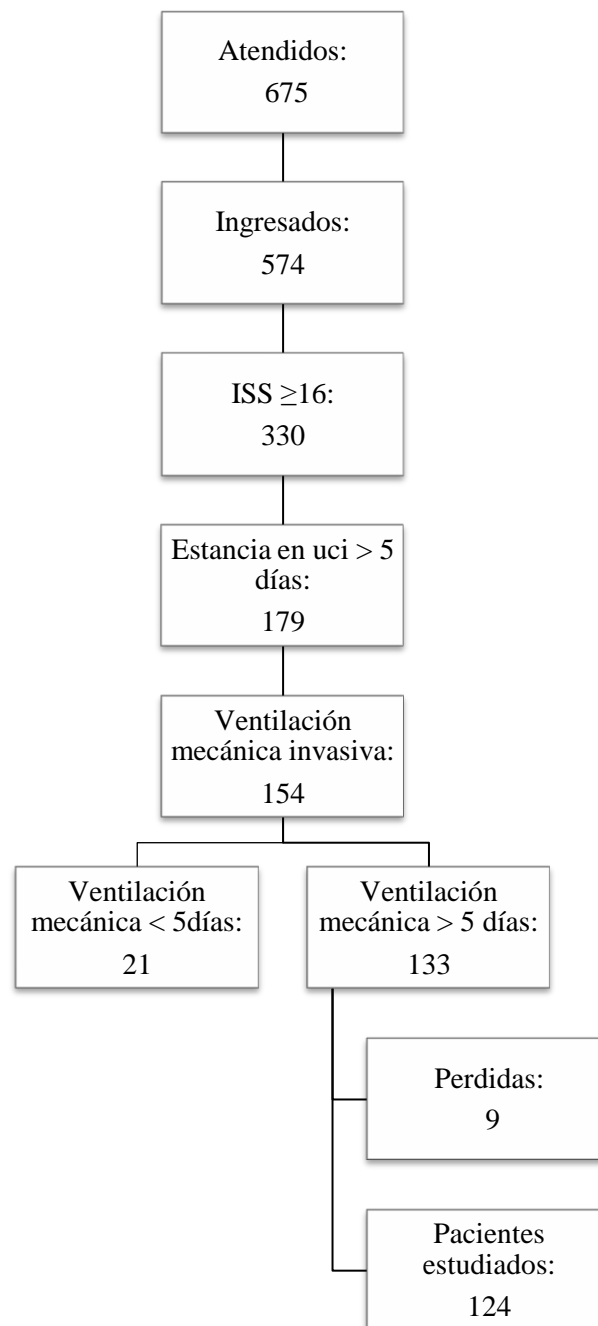 Atendidos:
675
Ingresados:
574
ISS ≥16:
330
Estancia en uci > 5
días:
179
Ventilación
mecánica invasiva:
154
Ventilación
mecánica < 5días:
21
Ventilación
mecánica > 5 días:
133
Perdidas:
9
Pacientes
estudiados:
124